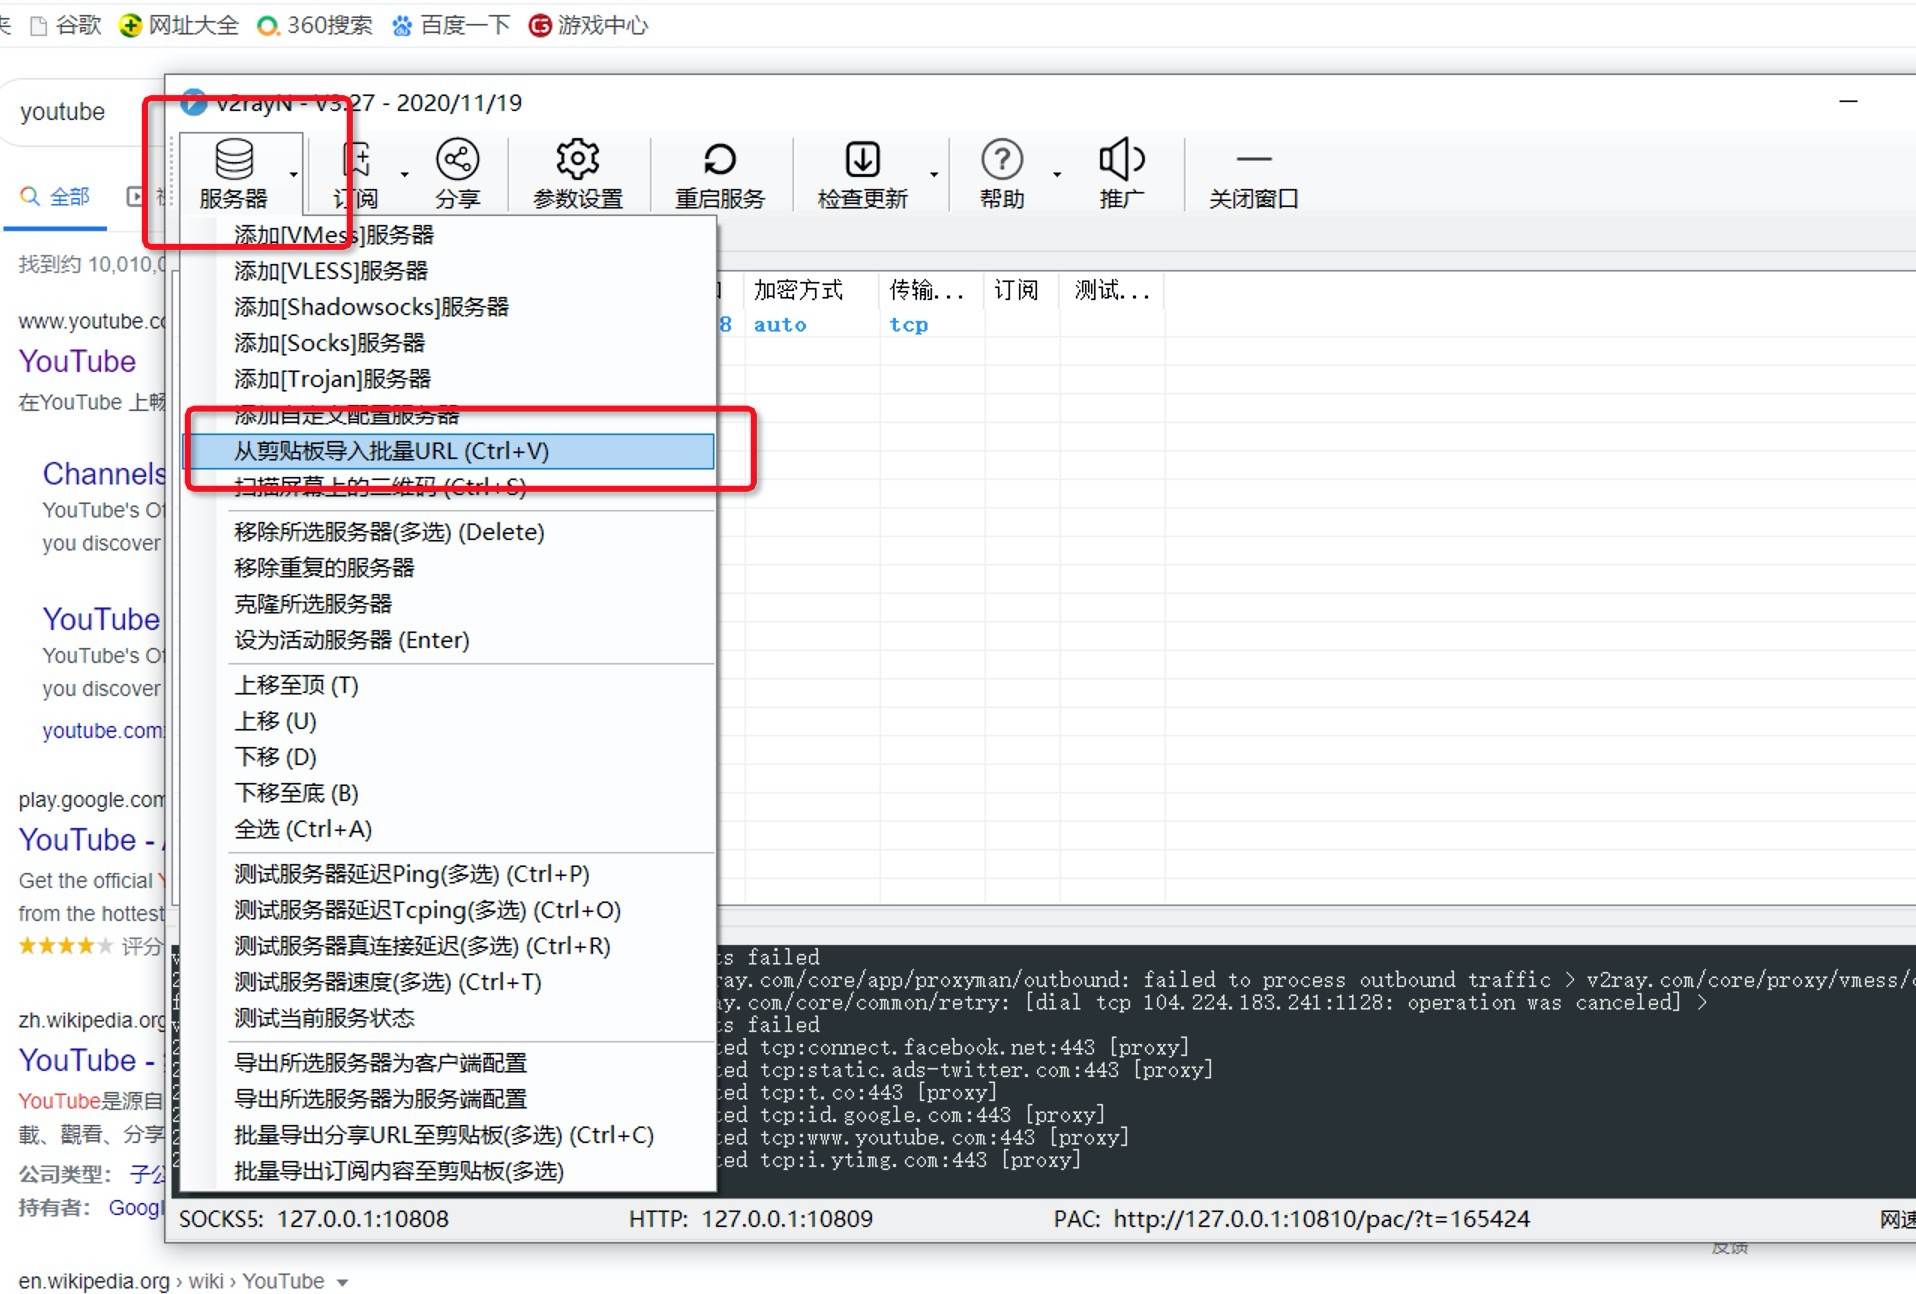 谷歌 网址大全 360搜索 百度一下 游戏中心
youtube
v2rayN - V3.27 - 2020/11/19
服务器 订阅 分享 参数设置 重启服务 检查更新 帮助 推广 关闭窗口
全部
找到约 10,010,0
添加[VMess]服务器
添加[VLESS]服务器
添加[Shadowsocks]服务器
添加[Socks]服务器
添加[Trojan]服务器
添加自定义配置服务器
从剪贴板导入批量URL (Ctrl+V)
扫描屏幕上的二维码 (Ctrl+S)
移除所选服务器(多选) (Delete)
移除重复的服务器
克隆所选服务器
设为活动服务器 (Enter)
上移至顶 (T)
上移 (U)
下移 (D)
下移至底 (B)
全选 (Ctrl+A)
测试服务器延迟Ping(多选) (Ctrl+P)
测试服务器延迟Tcping(多选) (Ctrl+O)
测试服务器真连接延迟(多选) (Ctrl+R)
测试服务器速度(多选) (Ctrl+T)
测试当前服务状态
导出所选服务器为客户端配置
导出所选服务器为服务端配置
批量导出分享URL至剪贴板(多选) (Ctrl+C)
批量导出订阅内容至剪贴板(多选)
加密方式 传输... 订阅 测试...
8 auto tcp
www.youtube.co
YouTube
在YouTube 上畅
Channels
YouTube's Of
you discover
YouTube
YouTube's Of
you discover
youtube.com
play.google.com
YouTube - A
Get the official Y
from the hottest
评分
zh.wikipedia.org
YouTube -
YouTube是源自
載、觀看、分享
公司类型： 子公
持有者： Googl
ts failed
ray.com/core/app/proxyman/outbound: failed to process outbound traffic > v2ray.com/core/proxy/vmess/
ay.com/core/common/retry: [dial tcp 104.224.183.241:1128: operation was canceled] >
ts failed
ted tcp:connect.facebook.net:443 [proxy]
ted tcp:static.ads-twitter.com:443 [proxy]
ted tcp:t.co:443 [proxy]
ted tcp:id.google.com:443 [proxy]
ted tcp:www.youtube.com:443 [proxy]
ted tcp:i.ytimg.com:443 [proxy]
SOCKS5: 127.0.0.1:10808 HTTP: 127.0.0.1:10809 PAC: http://127.0.0.1:10810/pac/?t=165424 网速
反馈
en.wikipedia.org › wiki › YouTube